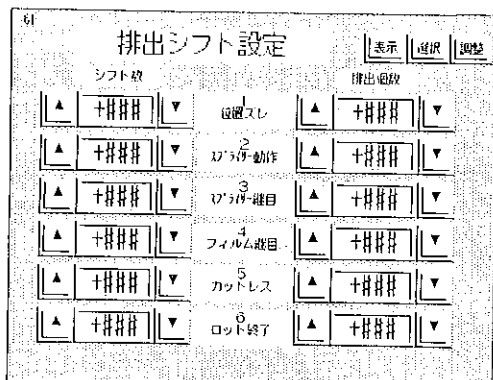 61
排出シフト設定
表示 選択 調整
シフト数 排出個数
▲ +### ▼ 1 位置ズレ ▲ +### ▼
▲ +### ▼ 2 スプライサー動作 ▲ +### ▼
▲ +### ▼ 3 スプライサー継目 ▲ +### ▼
▲ +### ▼ 4 フィルム継目 ▲ +### ▼
▲ +### ▼ 5 カットレス ▲ +### ▼
▲ +### ▼ 6 ロット終了 ▲ +### ▼